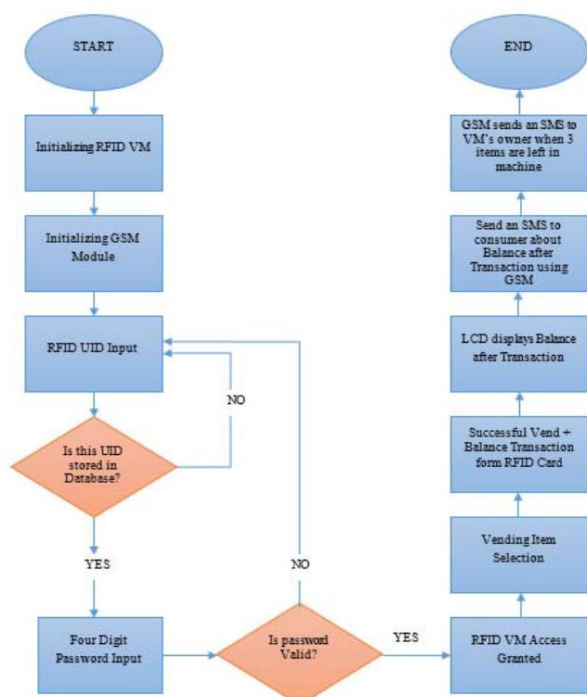 START
Initializing RFID VM
Initializing GSM
Module
RFID UID Input
NO
Is this UID
stored in
Database?
YES
Four Digit
Password Input
NO
Is password
Valid?
YES
RFID VM Access
Granted
Vending Item
Selection
Successful Vend +
Balance Transaction
form RFID Card
LCD displays Balance
after Transaction
Send an SMS to
consumer about
Balance after
Transaction using
GSM
GSM sends an SMS to
VM's owner when 3
items are left in
machine
END